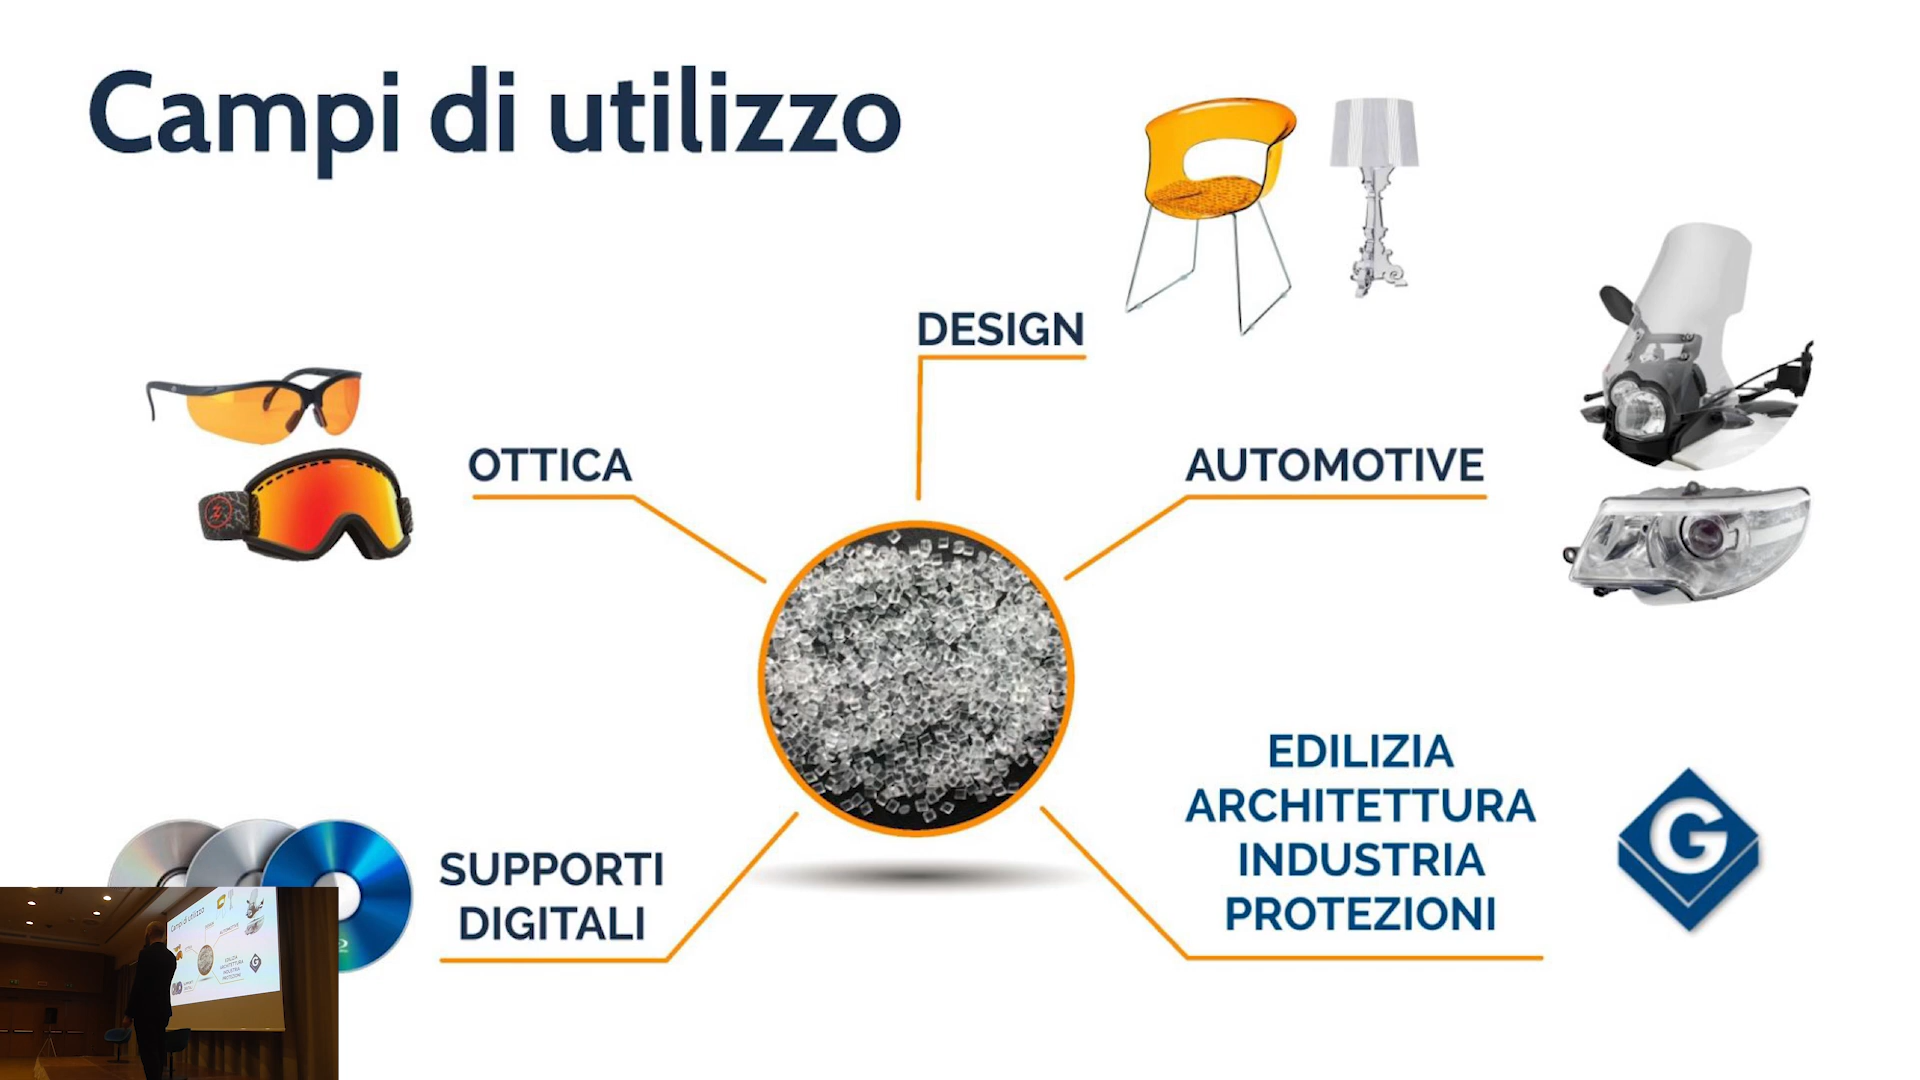 Campi di utilizzo
DESIGN
OTTICA
AUTOMOTIVE
EDILIZIA
ARCHITETTURA
INDUSTRIA
PROTEZIONI
G
SUPPORTI
DIGITALI